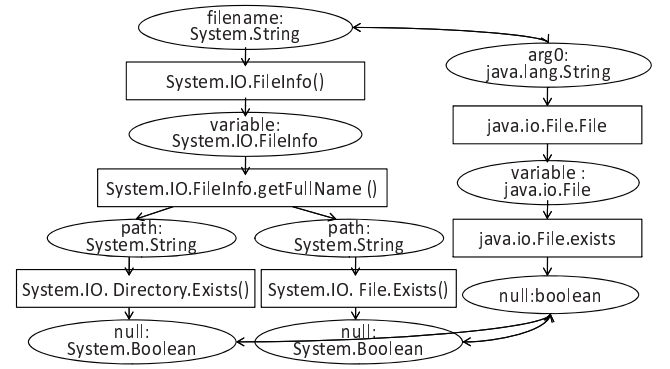 filename:
System.String
System.IO.FileInfo()
variable:
System.IO.FileInfo
System.IO.FileInfo.getFullName ()
path:
System.String
path:
System.String
System.IO. Directory.Exists()
System.IO. File.Exists()
null:
System.Boolean
null:
System.Boolean
arg0:
java.lang.String
java.io.File.File
variable :
java.io.File
java.io.File.exists
null:boolean